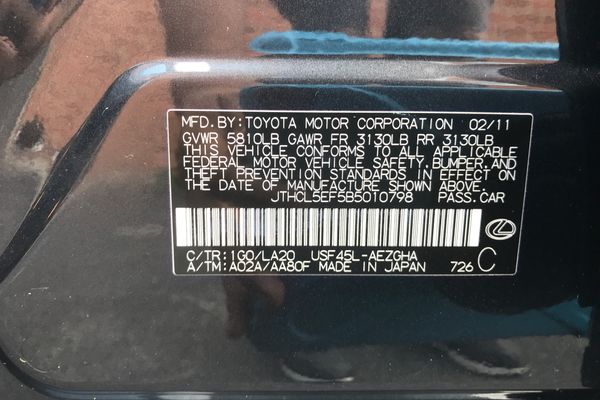 MFD.BY:TOYOTA MOTOR CORPORATION 02/11
GVWR 5810LB GAWR FR 3130LB RR 3130LB
THIS VEHICLE CONFORMS TO ALL APPLICABLE
FEDERAL MOTOR VEHICLE SAFETY,BUMPER,AND
THEFT PREVENTION STANDARDS IN EFFECT ON
THE DATE OF MANUFACTURE SHOWN ABOVE.
JTHCL5EF5B5010798 PASS.CAR
C/TR:1G0/LA20 USF45L-AEZGHA
A/TM:A02A/AA80F MADE IN JAPAN 726 C